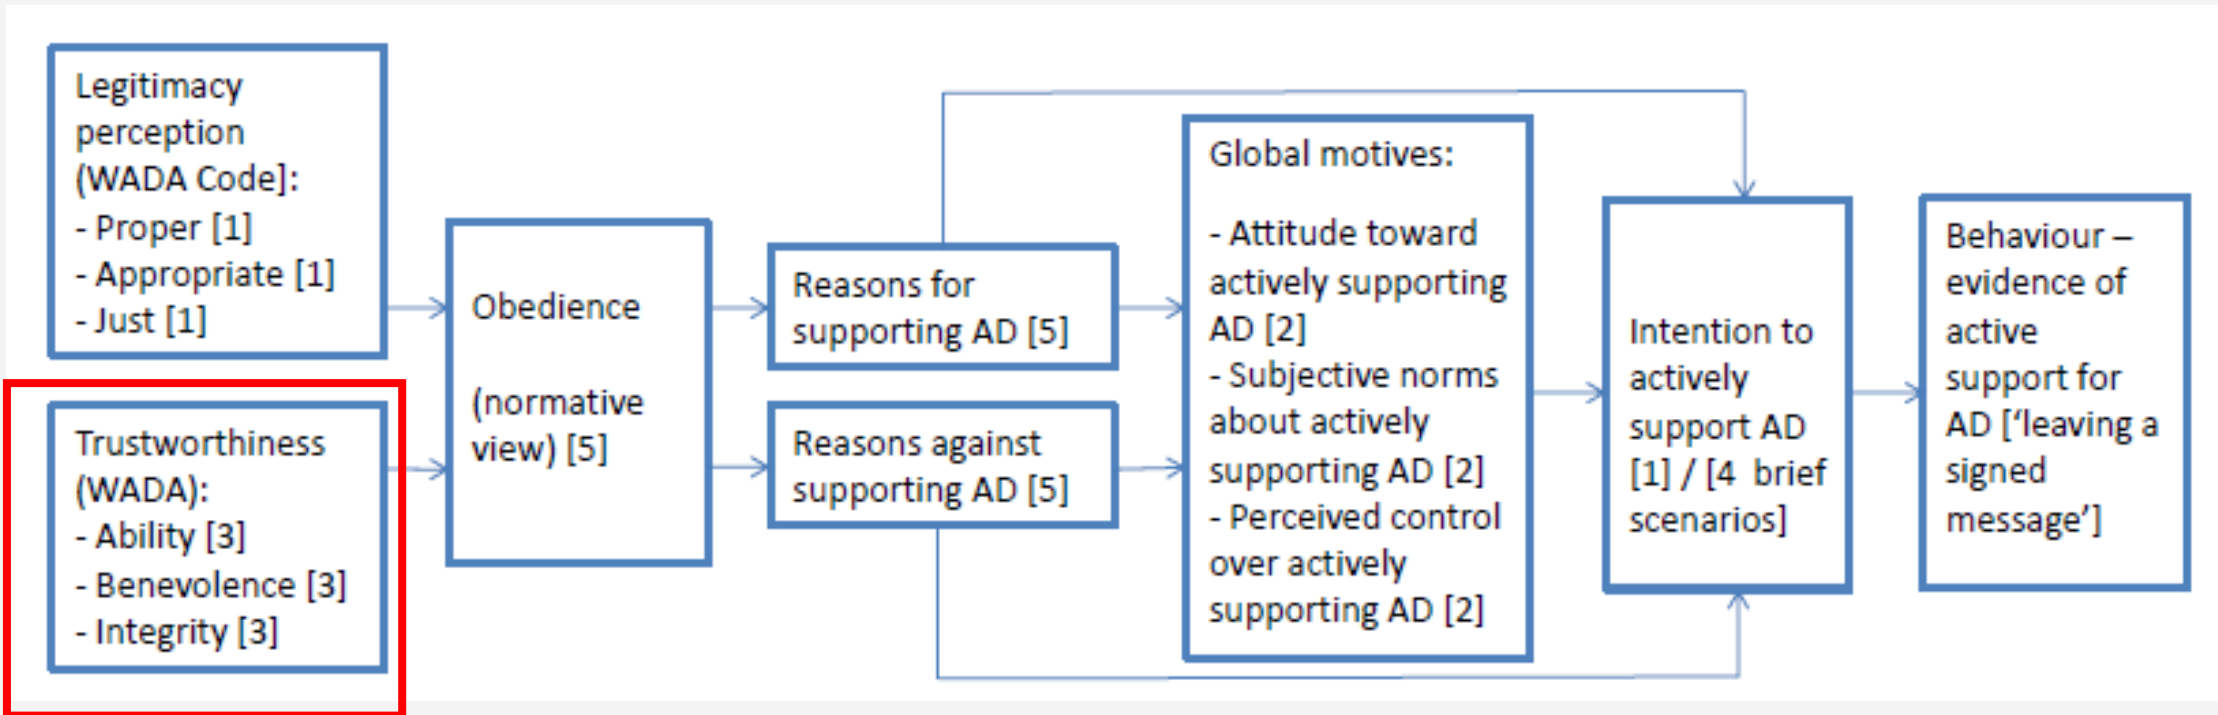 Legitimacy
perception
(WADA Code]:
- Proper [1]
- Appropriate [1]
- Just [1]
Trustworthiness
(WADA):
- Ability [3]
- Benevolence [3]
- Integrity [3]
Obedience
(normative
view) [5]
Reasons for
supporting AD [5]
Reasons against
supporting AD [5]
Global motives:
- Attitude toward
actively supporting
AD [2]
- Subjective norms
about actively
supporting AD [2]
- Perceived control
over actively
supporting AD [2]
Intention to
actively
support AD
[1] / [4 brief
scenarios]
Behaviour –
evidence of
active
support for
AD [‘leaving a
signed
message’]